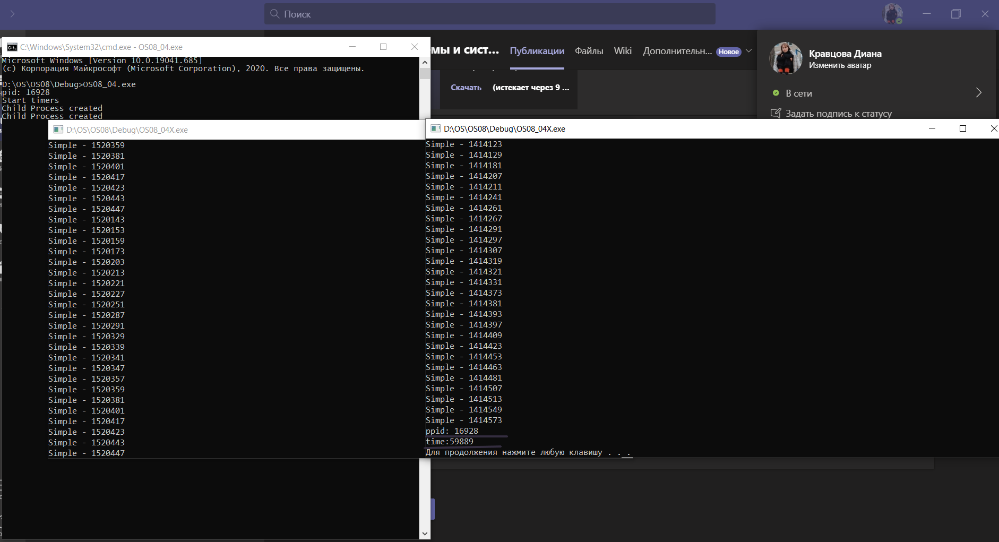 Поиск
C:\Windows\System32\cmd.exe - OS08_04.exe
Microsoft Windows [Version 10.0.19041.685]
(c) Корпорация Майкрософт (Microsoft Corporation), 2020. Все права защищены.
D:\OS\OS08\Debug>OS08_04.exe
pid: 16928
Start timers
Child Process created
Child Process created
мы и сист... Публикации Файлы Wiki Дополнительн... Новое
Скачать (истекает через 9 ...
Кравцова Диана
Изменить аватар
В сети
Задать подпись к статусу
D:\OS\OS08\Debug\OS08_04X.exe
Simple - 1520359
Simple - 1520381
Simple - 1520401
Simple - 1520417
Simple - 1520423
Simple - 1520443
Simple - 1520447
Simple - 1520143
Simple - 1520153
Simple - 1520159
Simple - 1520173
Simple - 1520203
Simple - 1520213
Simple - 1520221
Simple - 1520227
Simple - 1520251
Simple - 1520287
Simple - 1520291
Simple - 1520329
Simple - 1520339
Simple - 1520341
Simple - 1520347
Simple - 1520357
Simple - 1520359
Simple - 1520381
Simple - 1520401
Simple - 1520417
Simple - 1520423
Simple - 1520443
Simple - 1520447
D:\OS\OS08\Debug\OS08_04X.exe
Simple - 1414123
Simple - 1414129
Simple - 1414181
Simple - 1414207
Simple - 1414211
Simple - 1414241
Simple - 1414261
Simple - 1414267
Simple - 1414291
Simple - 1414297
Simple - 1414307
Simple - 1414319
Simple - 1414321
Simple - 1414331
Simple - 1414373
Simple - 1414381
Simple - 1414393
Simple - 1414397
Simple - 1414409
Simple - 1414423
Simple - 1414453
Simple - 1414463
Simple - 1414481
Simple - 1414507
Simple - 1414513
Simple - 1414549
Simple - 1414573
ppid: 16928
time:59889
Для продолжения нажмите любую клавишу . . .